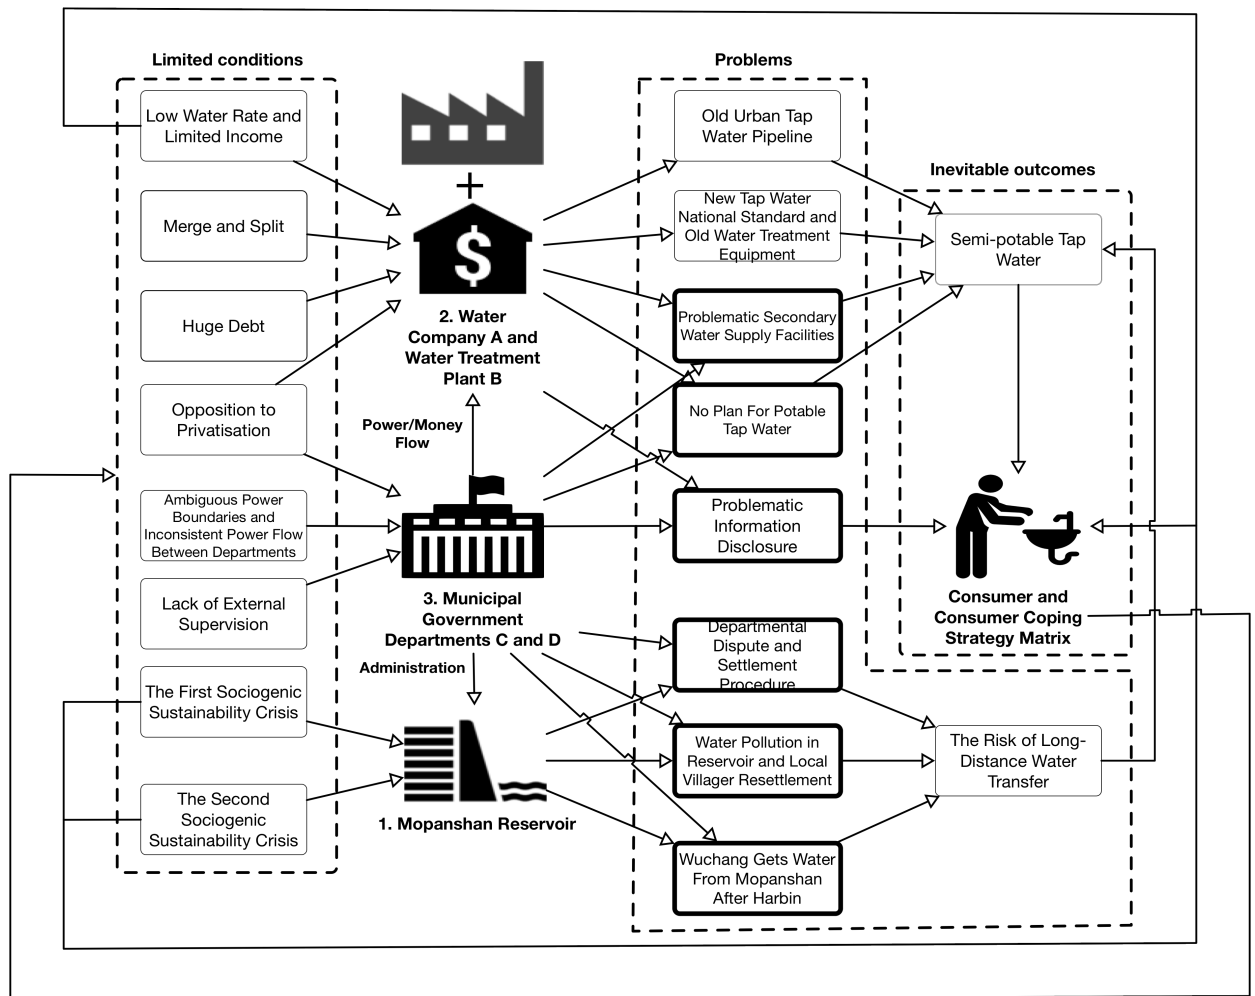 Limited conditions
Low Water Rate and
Limited Income
Merge and Split
Huge Debt
Opposition to
Privatisation
Ambiguous Power
Boundaries and
Inconsistent Power Flow
Between Departments
Lack of External
Supervision
The First Sociogenic
Sustainability Crisis
The Second
Sociogenic
Sustainability Crisis
+
$
2. Water
Company A and
Water Treatment
Plant B
Power/Money
Flow
3. Municipal
Government
Departments C and D
Administration
1. Mopanshan Reservoir
Problems
Old Urban Tap
Water Pipeline
New Tap Water
National Standard and
Old Water Treatment
Equipment
Problematic Secondary
Water Supply Facilities
No Plan For Potable
Tap Water
Problematic
Information
Disclosure
Departmental
Dispute and
Settlement
Procedure
Water Pollution in
Reservoir and Local
Villager Resettlement
Wuchang Gets Water
From Mopanshan
After Harbin
Inevitable outcomes
Semi-potable Tap
Water
Consumer and
Consumer Coping
Strategy Matrix
The Risk of Long-
Distance Water
Transfer